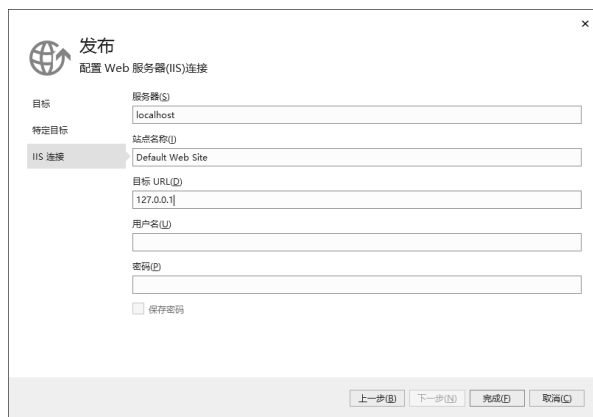 ×
发布
配置 Web 服务器(IIS)连接
目标
特定目标
IIS 连接
服务器(S)
localhost
站点名称(I)
Default Web Site
目标 URL(D)
127.0.0.1
用户名(U)
密码(P)
保存密码
上一步(B)
下一步(N)
完成(F)
取消(C)